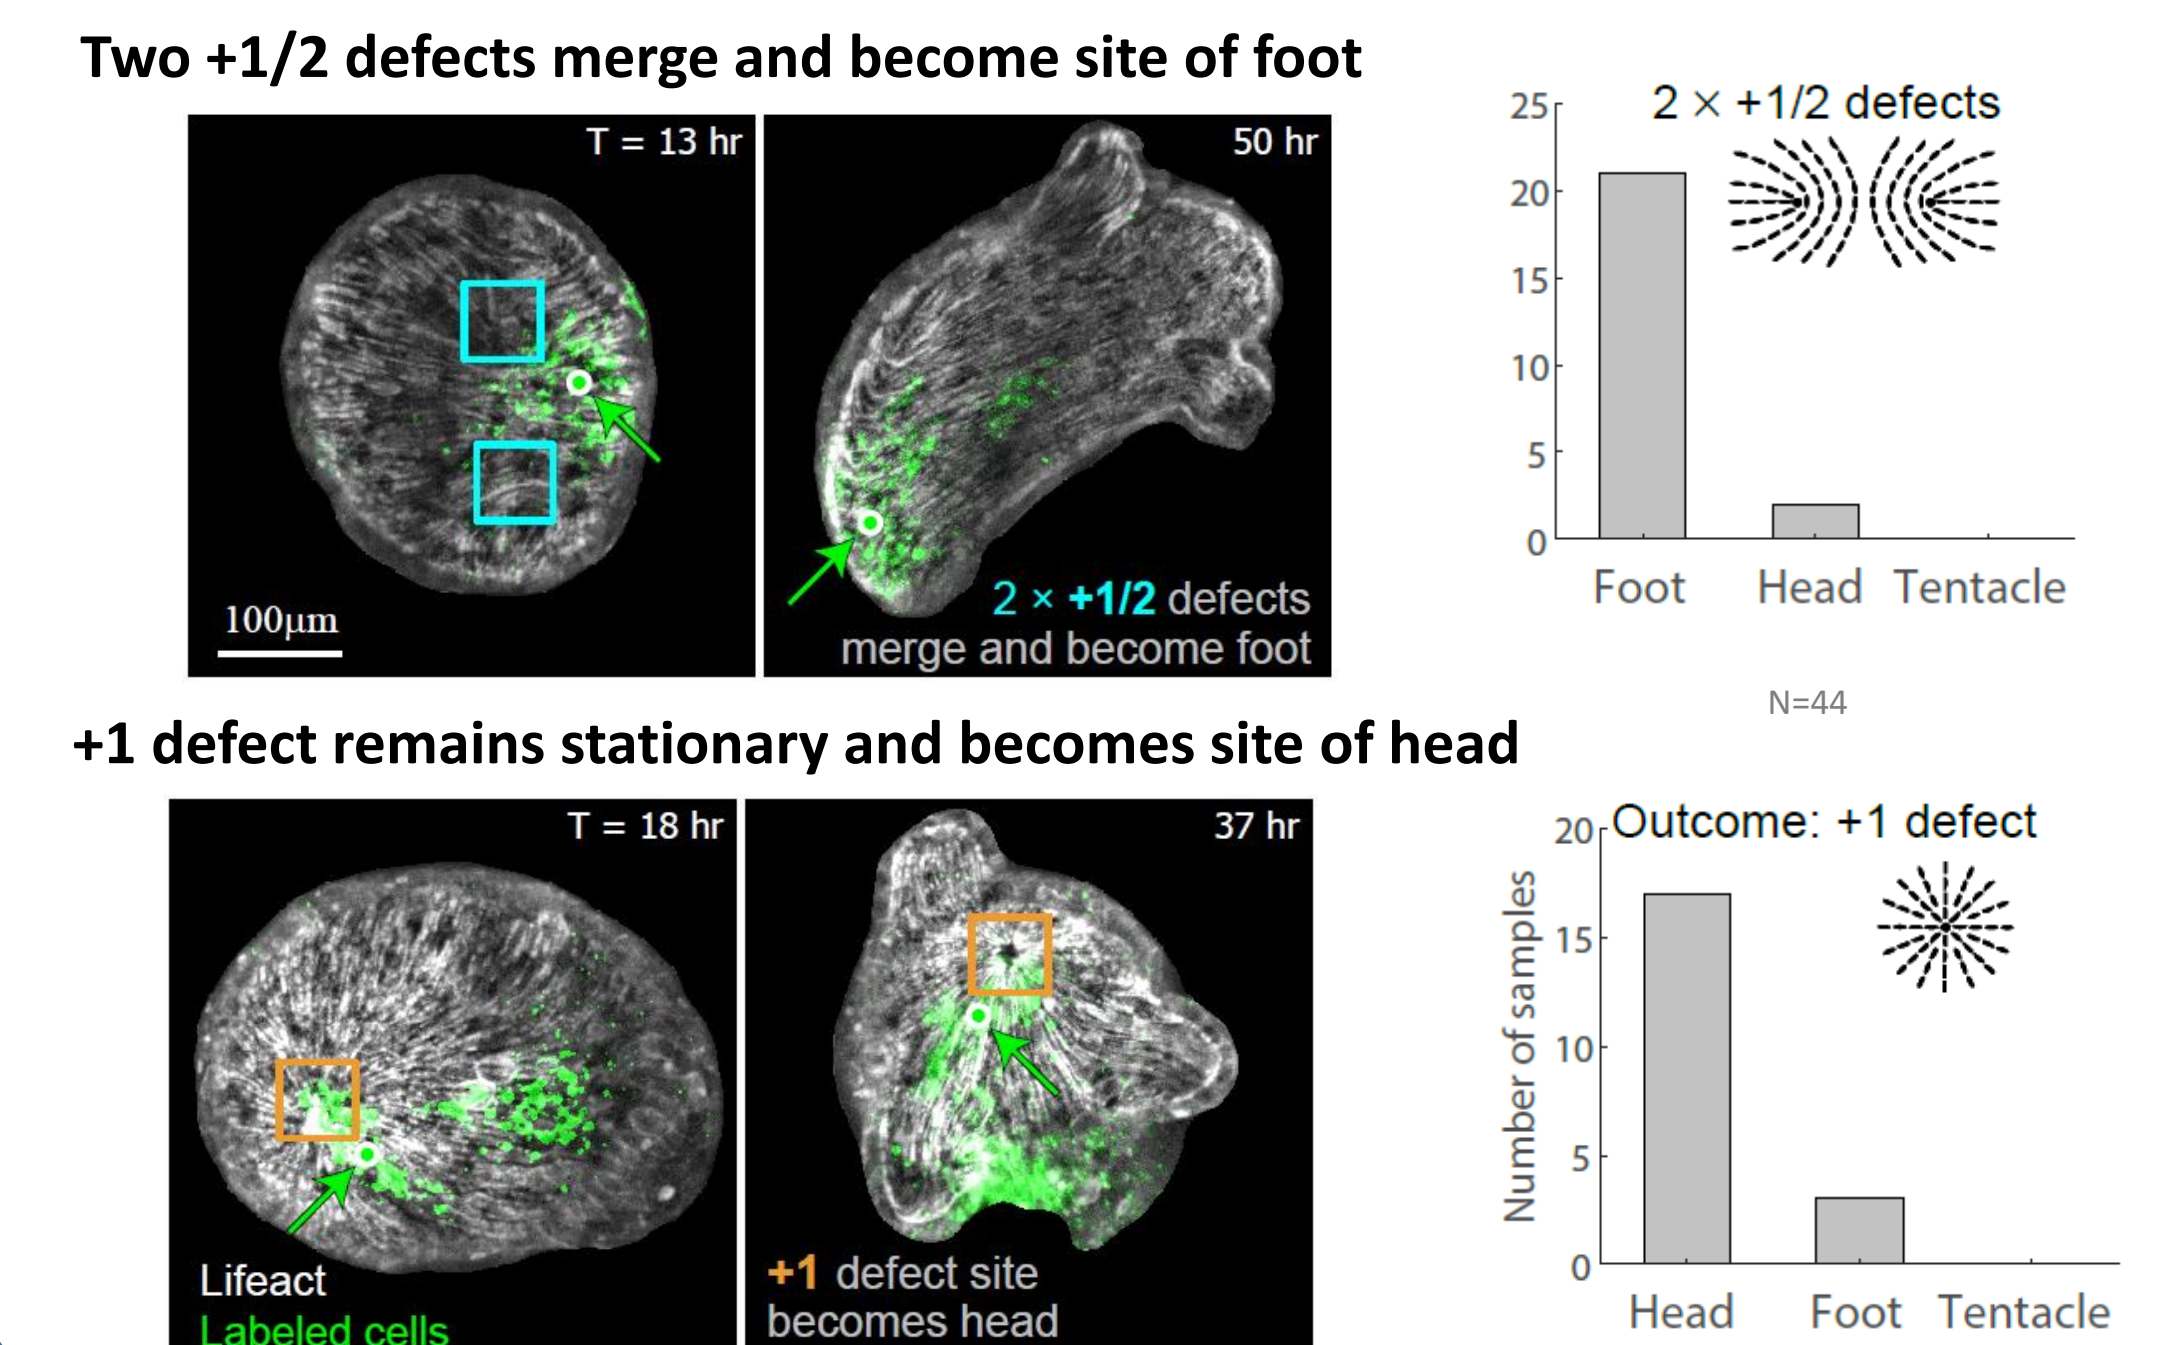 Two +1/2 defects merge and become site of foot
T = 13 hr
100μm
50 hr
2 × +1/2 defects
merge and become foot
2 × +1/2 defects
25
20
15
10
5
0
Foot Head Tentacle
N=44
+1 defect remains stationary and becomes site of head
T = 18 hr
Lifeact
Labeled cells
37 hr
+1 defect site
becomes head
Outcome: +1 defect
Number of samples
20
15
10
5
0
Head Foot Tentacle